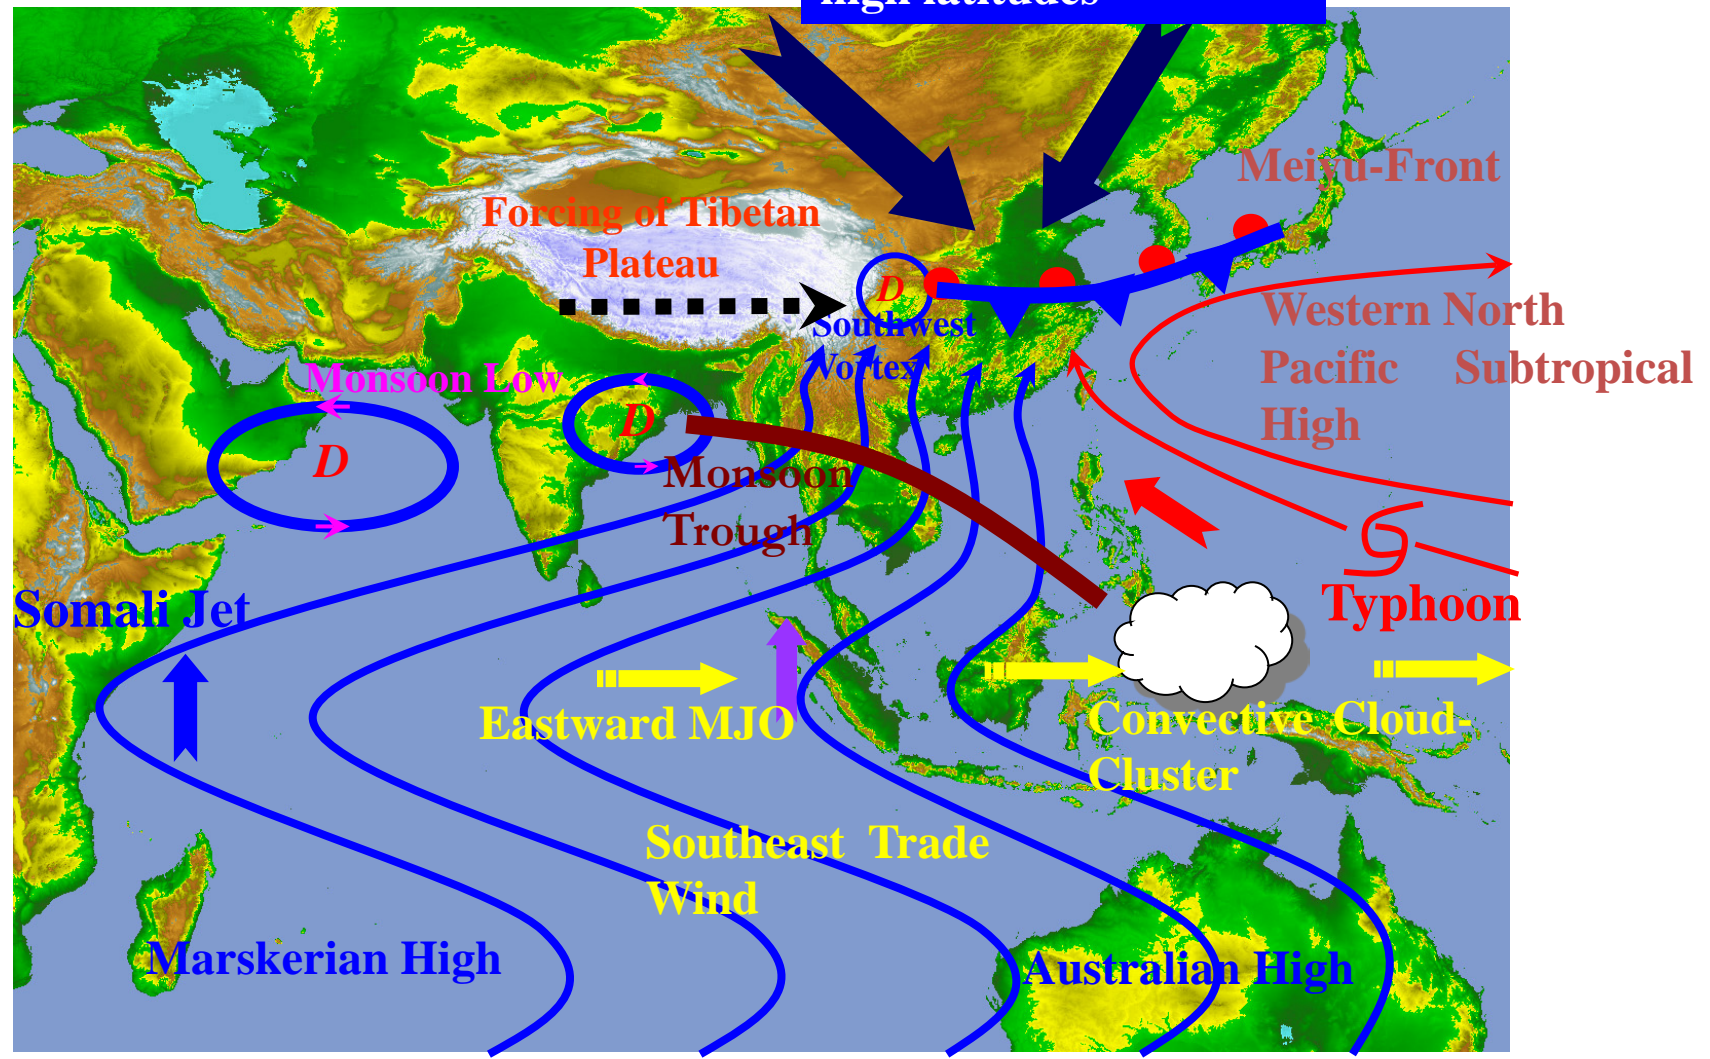 high latitudes
Meiyu-Front
Forcing of Tibetan
Plateau
D
Southwest
Vortex
Western North
Pacific Subtropical
High
Monsoon Low
D
D
Monsoon
Trough
Somali Jet
Typhoon
Eastward MJO
Convective Cloud-
Cluster
Southeast Trade
Wind
Marskerian High
Australian High